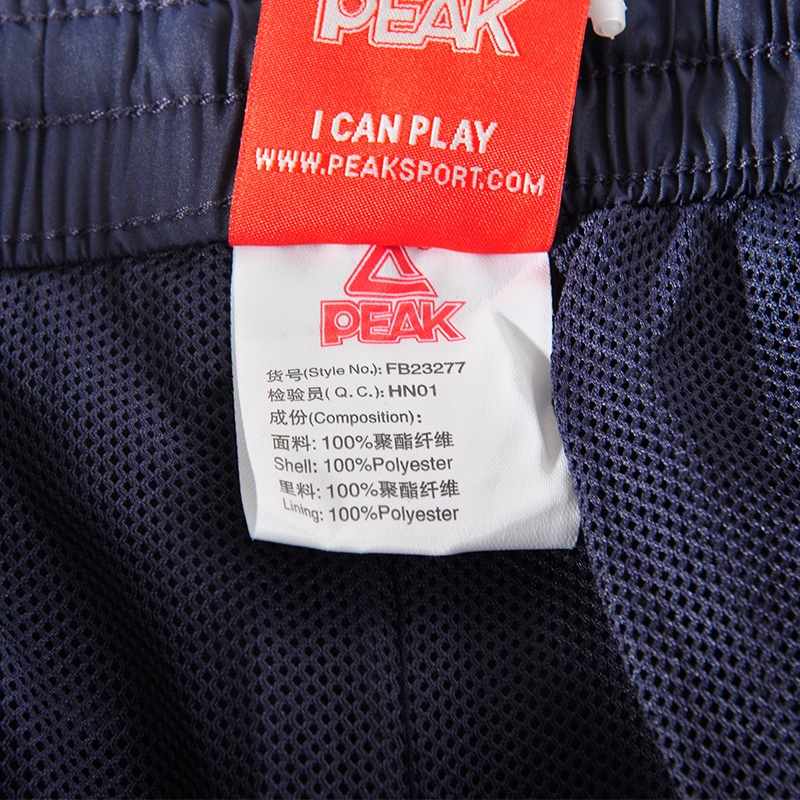 PEAK
I CAN PLAY
WWW.PEAKSPORT.COM
PEAK
货号(Style No.): FB23277
检验员( Q. C.): HN01
成份(Composition):
面料: 100%聚酯纤维
Shell: 100%Polyester
里料: 100%聚酯纤维
Lining: 100%Polyester